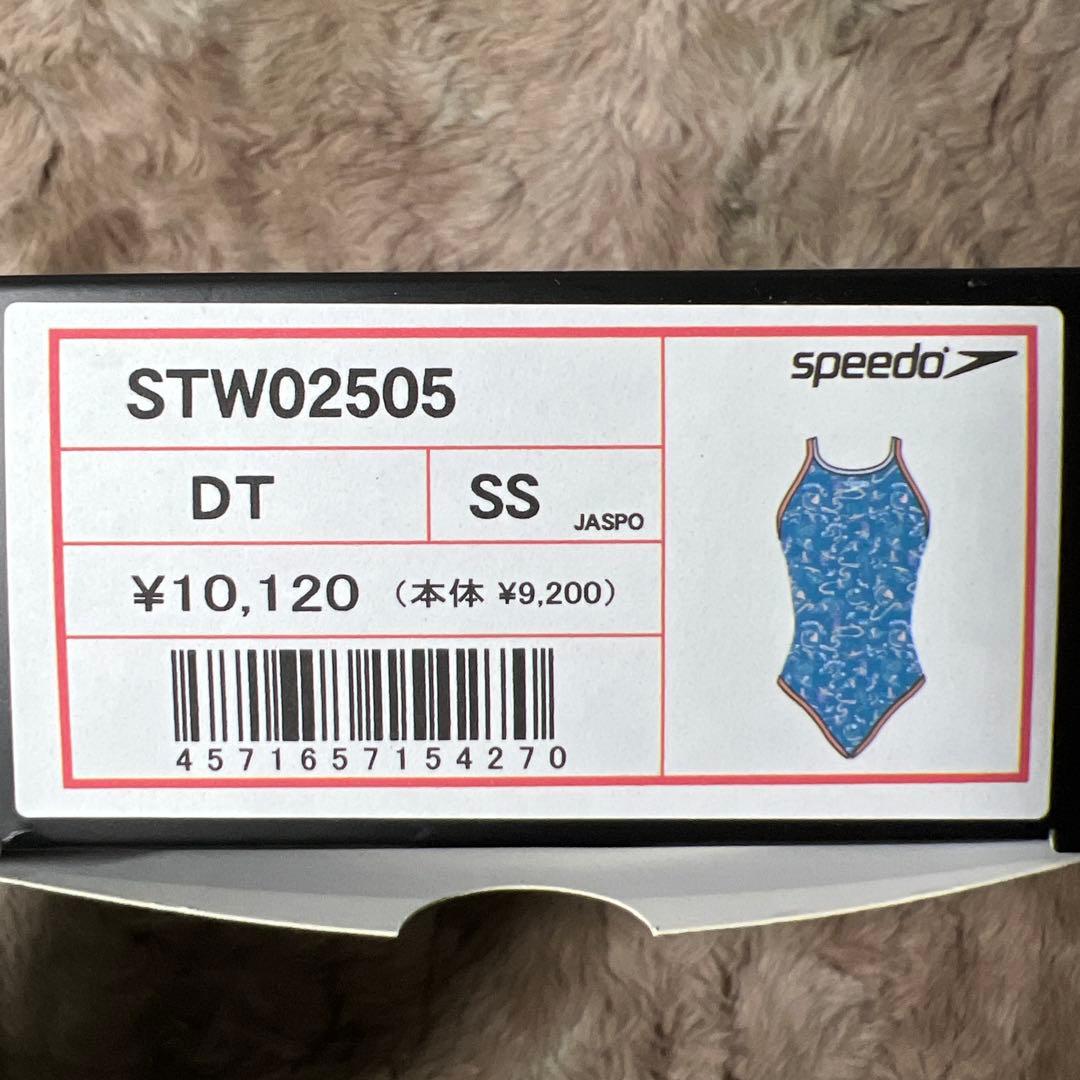 STW02505
speedo
DT
SS
JASPO
¥10,120 （本体 ¥9,200）
4571657154270